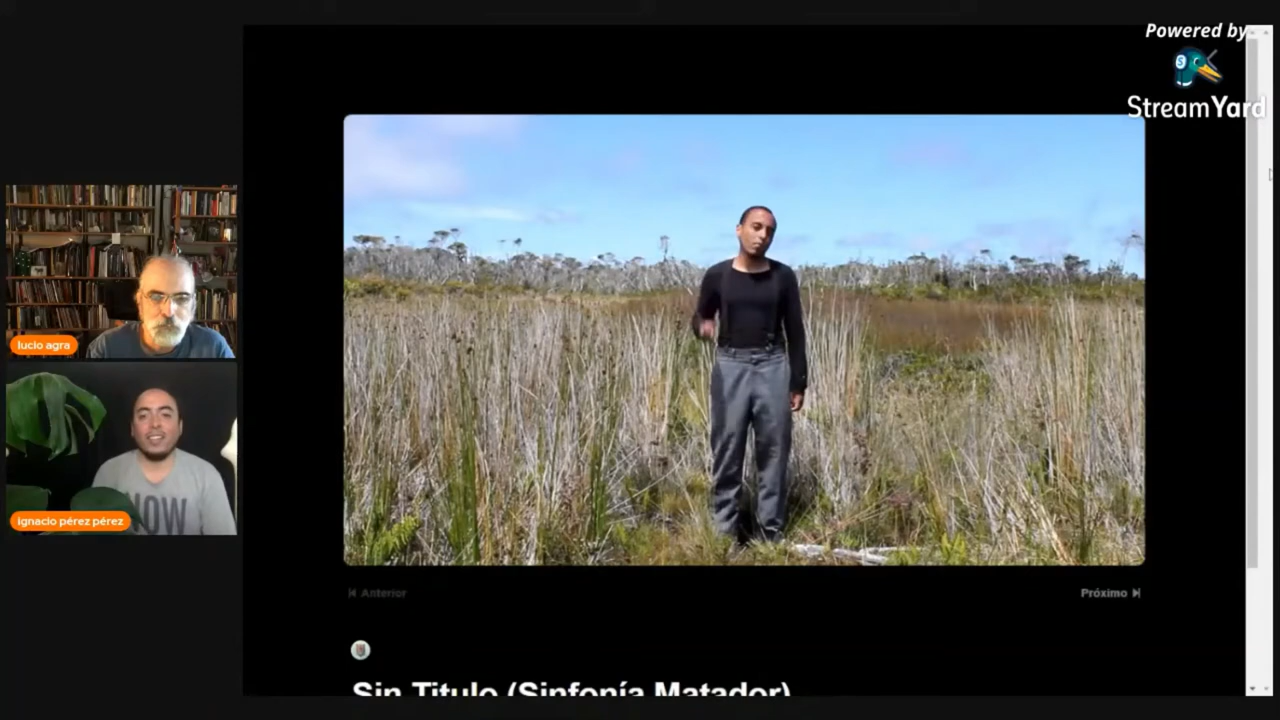 Powered by
StreamYard
lucio agra
NOW
ignacio pérez pérez
Anterior
Próximo
Sin Titulo (Sinfonía Matador)